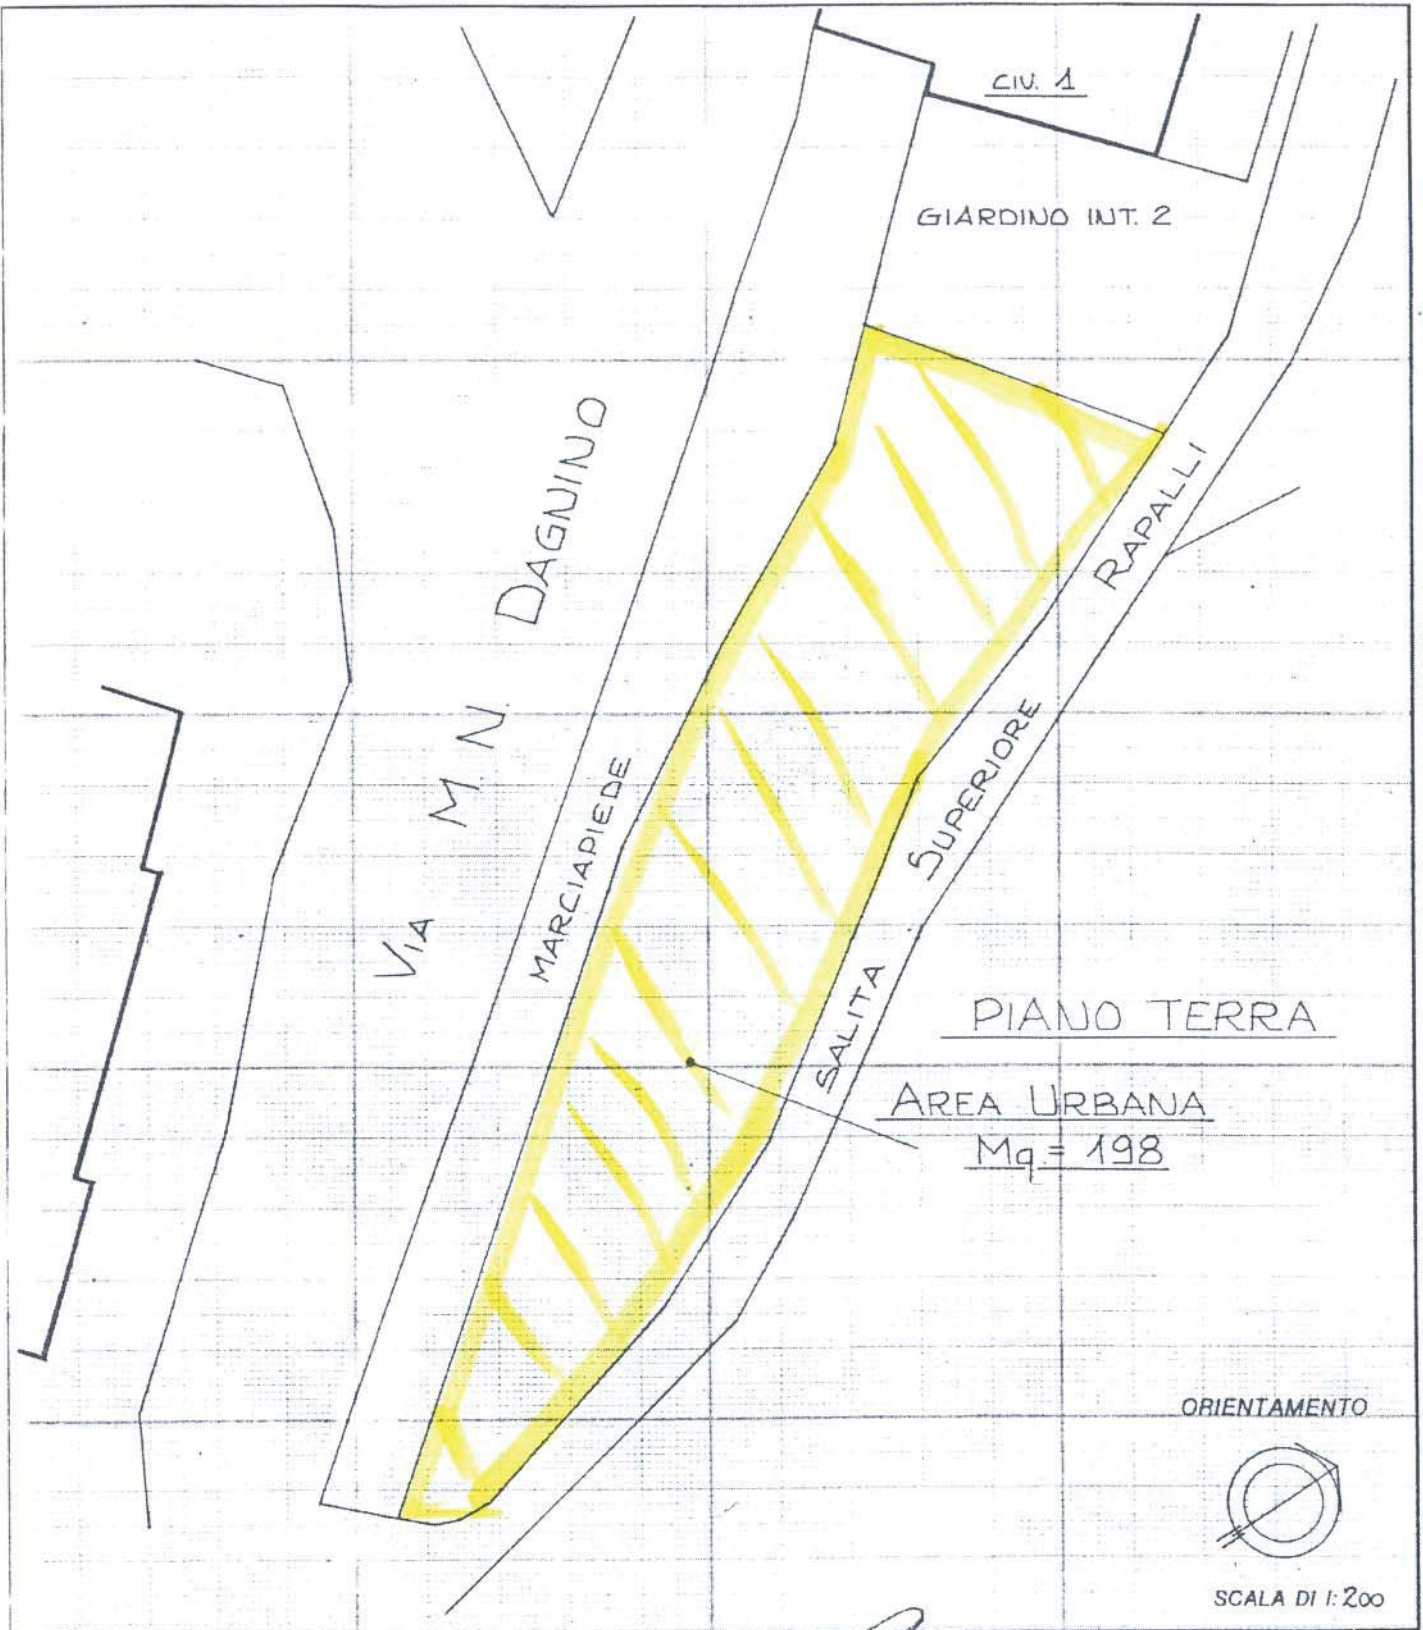 CIV. 1
GIARDINO INT. 2
VIA M N DAGNINO
MARCIAPIEDE
SALITA SUPERIORE RAPALLI
PIANO TERRA
AREA URBANA
Mq = 198
ORIENTAMENTO
SCALA DI 1:200